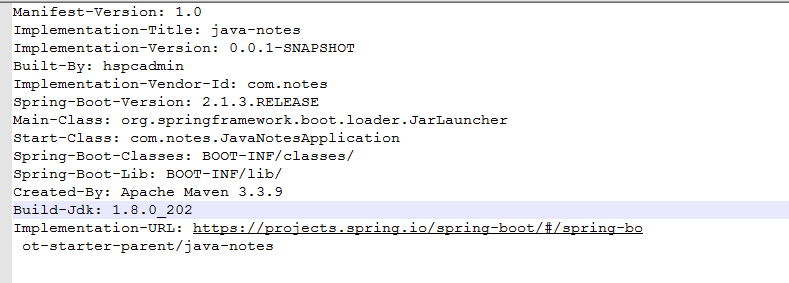 Manifest-Version: 1.0
Implementation-Title: java-notes
Implementation-Version: 0.0.1-SNAPSHOT
Built-By: hspcadmin
Implementation-Vendor-Id: com.notes
Spring-Boot-Version: 2.1.3.RELEASE
Main-Class: org.springframework.boot.loader.JarLauncher
Start-Class: com.notes.JavaNotesApplication
Spring-Boot-Classes: BOOT-INF/classes/
Spring-Boot-Lib: BOOT-INF/lib/
Created-By: Apache Maven 3.3.9
Build-Jdk: 1.8.0_202
Implementation-URL: https://projects.spring.io/spring-boot/#/spring-bo
 ot-starter-parent/java-notes